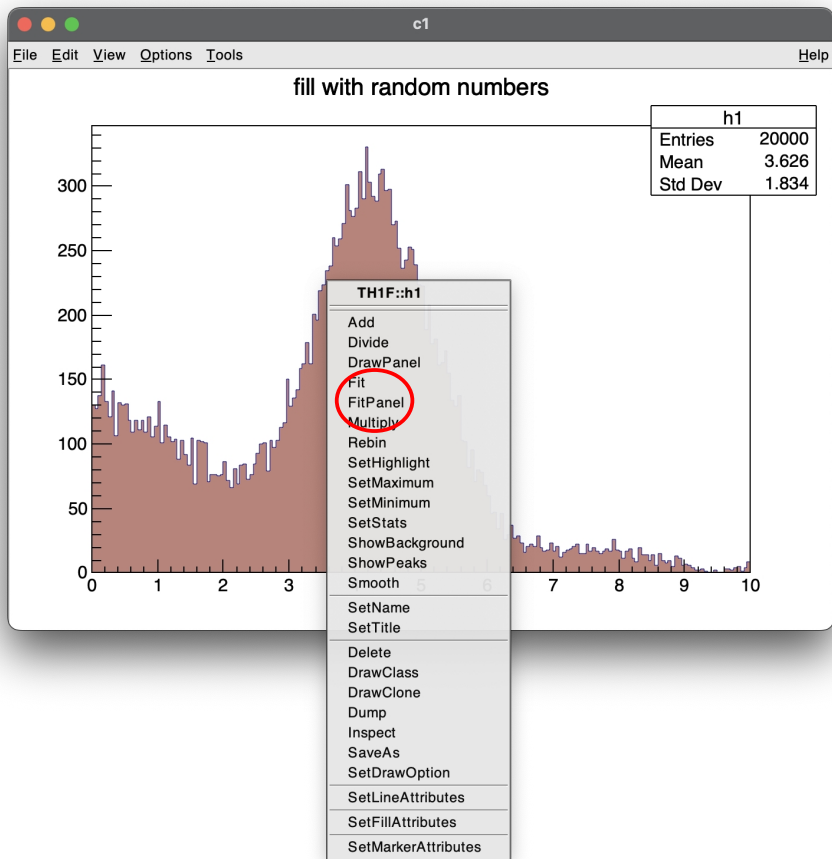 c1
File Edit View Options Tools Help
fill with random numbers
h1
Entries 20000
Mean 3.626
Std Dev 1.834
300
250
200
150
100
50
0
0 1 2 3 5 6 7 8 9 10
TH1F::h1
Add
Divide
DrawPanel
Fit
FitPanel
Multiply
Rebin
SetHighlight
SetMaximum
SetMinimum
SetStats
ShowBackground
ShowPeaks
Smooth
SetName
SetTitle
Delete
DrawClass
DrawClone
Dump
Inspect
SaveAs
SetDrawOption
SetLineAttributes
SetFillAttributes
SetMarkerAttributes